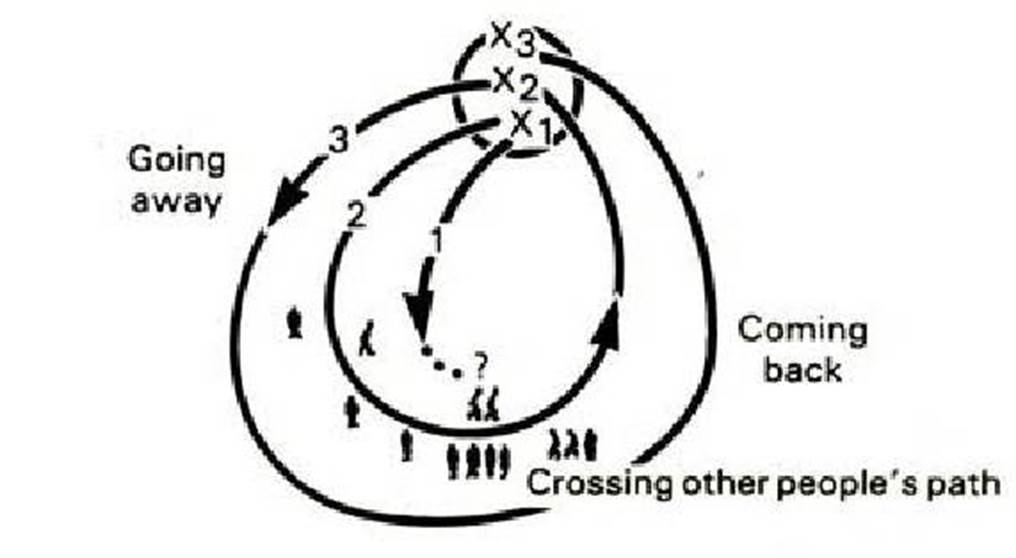 X3
X2
X1
3
Going
away
2
1
?
Coming
back
Crossing other people's path